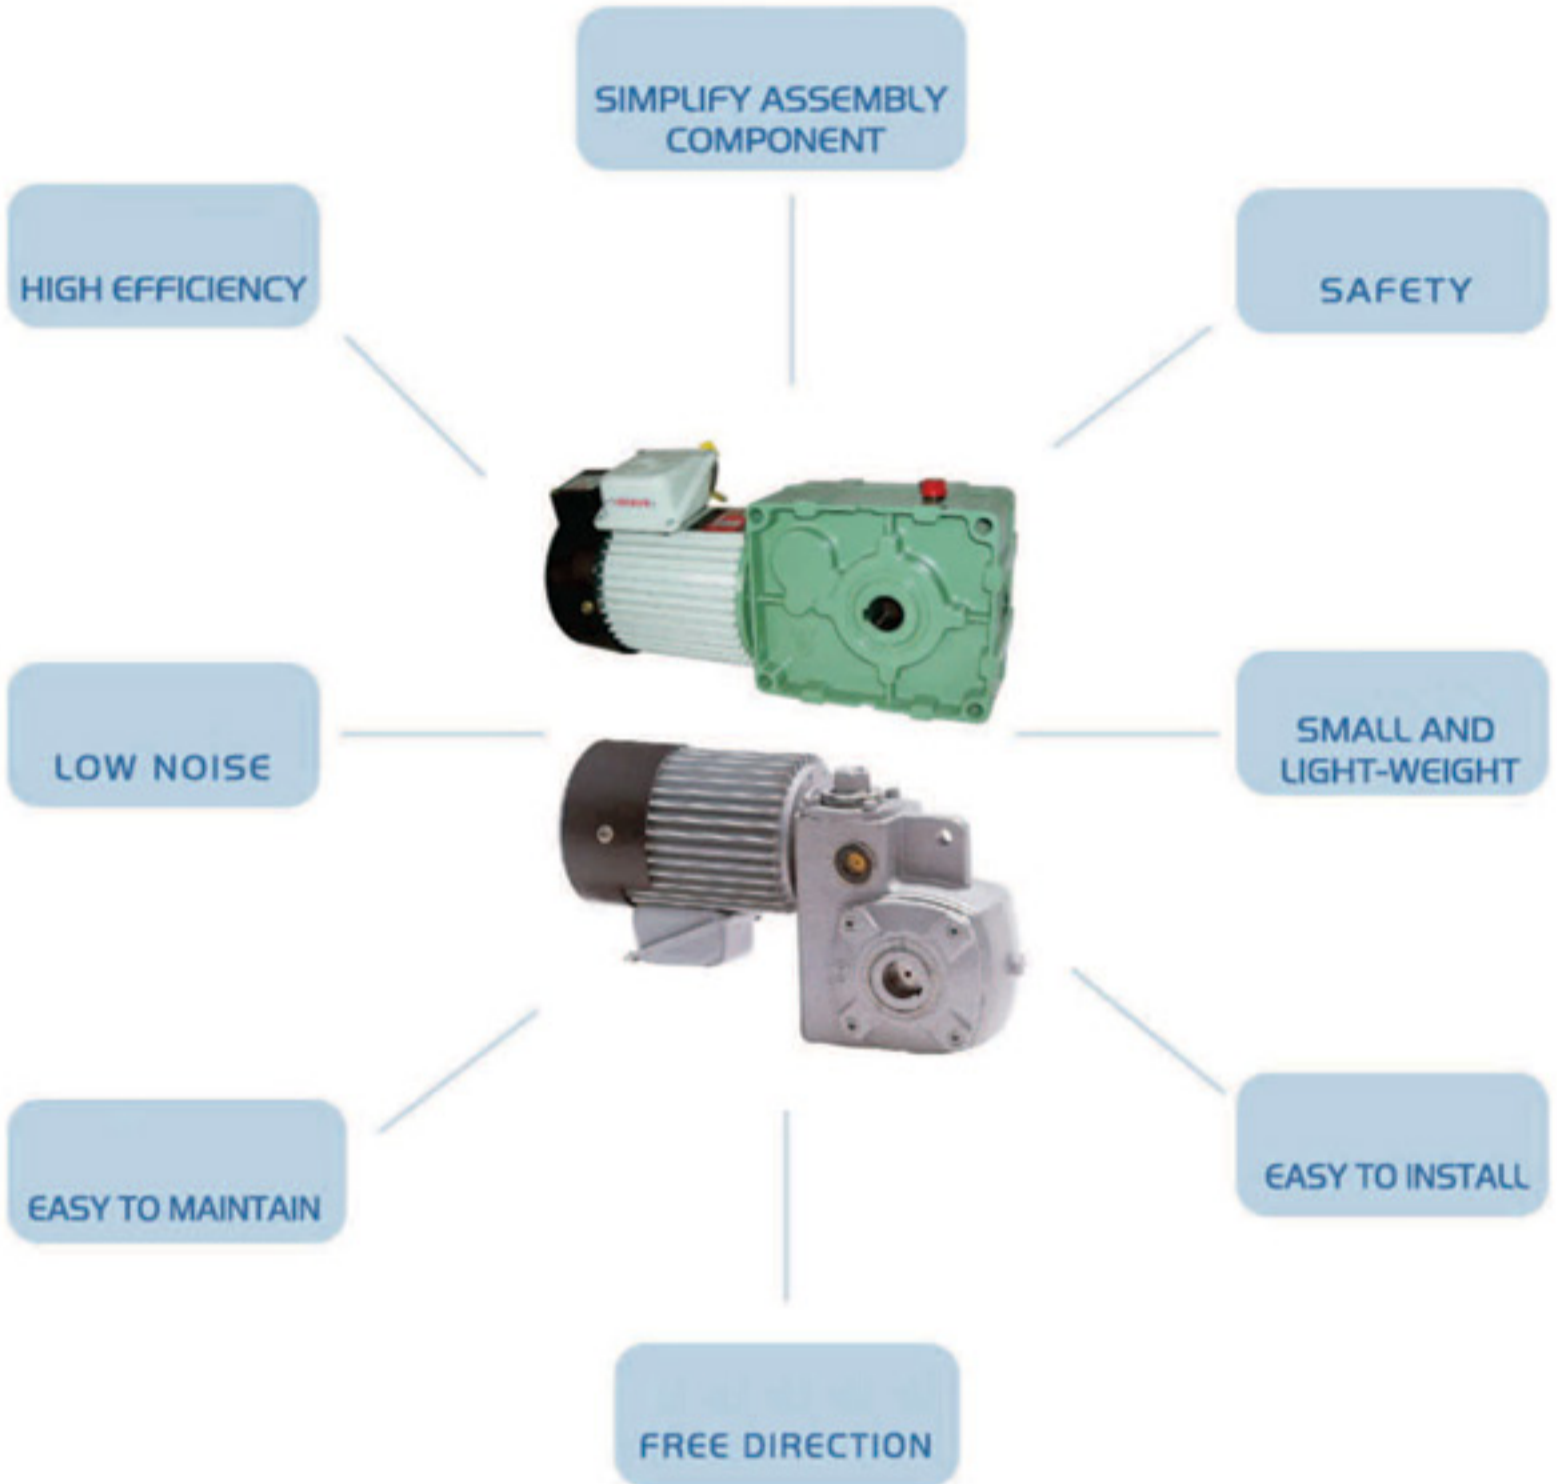 SIMPLIFY ASSEMBLY
COMPONENT
HIGH EFFICIENCY
SAFETY
LOW NOISE
SMALL AND
LIGHT-WEIGHT
EASY TO MAINTAIN
EASY TO INSTALL
FREE DIRECTION